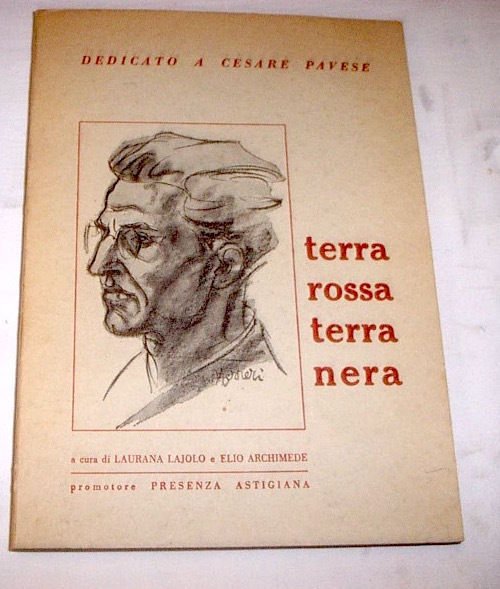 DEDICATO A CESARE PAVESE
terra
rossa
terra
nera
a cura di LAURANA LAJOLO e ELIO ARCHIMEDE
promotore PRESENZA ASTIGIANA